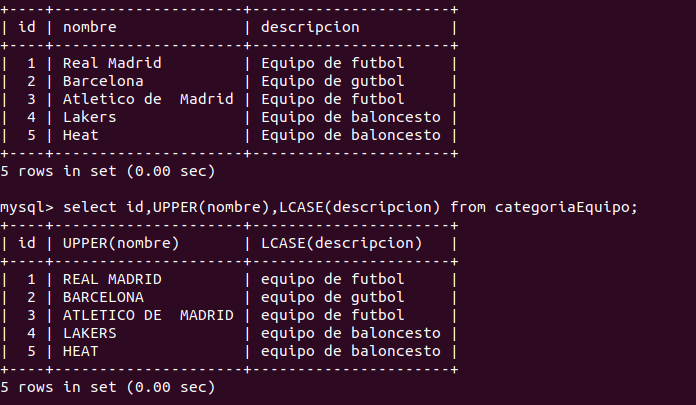 +----+---------------------+----------------------+
| id | nombre              | descripcion          |
+----+---------------------+----------------------+
|  1 | Real Madrid         | Equipo de futbol     |
|  2 | Barcelona           | Equipo de gutbol     |
|  3 | Atletico de  Madrid | Equipo de futbol     |
|  4 | Lakers              | Equipo de baloncesto |
|  5 | Heat                | Equipo de baloncesto |
+----+---------------------+----------------------+
5 rows in set (0.00 sec)

mysql> select id,UPPER(nombre),LCASE(descripcion) from categoriaEquipo;
+----+---------------------+----------------------+
| id | UPPER(nombre)       | LCASE(descripcion)   |
+----+---------------------+----------------------+
|  1 | REAL MADRID         | equipo de futbol     |
|  2 | BARCELONA           | equipo de gutbol     |
|  3 | ATLETICO DE  MADRID | equipo de futbol     |
|  4 | LAKERS              | equipo de baloncesto |
|  5 | HEAT                | equipo de baloncesto |
+----+---------------------+----------------------+
5 rows in set (0.00 sec)